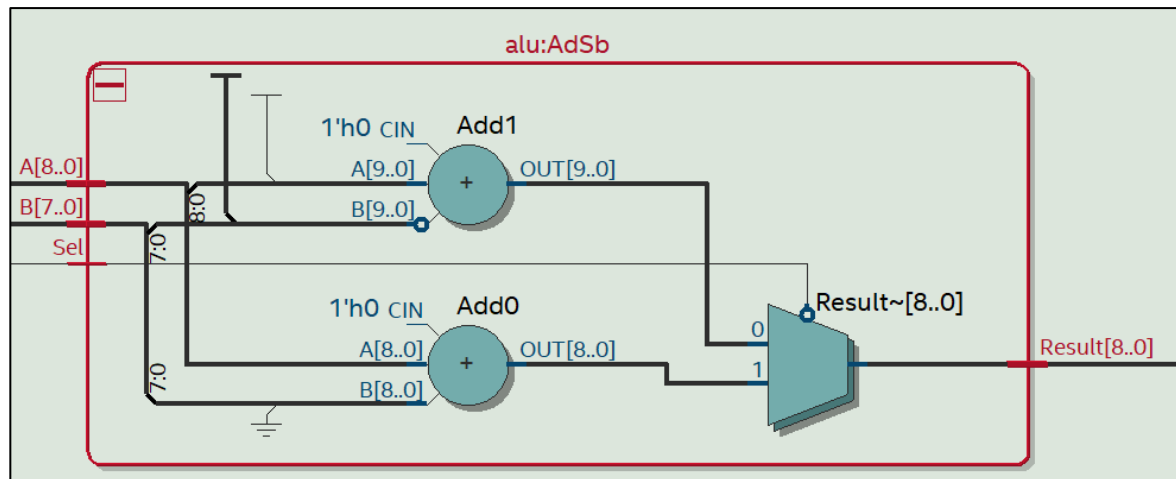 alu:AdSb
1'h0 CIN Add1
A[8..0] A[9..0] + OUT[9..0]
B[7..0] 8:0 B[9..0]
7:0
Sel
1'h0 CIN Add0 Result~[8..0]
0
A[8..0] + OUT[8..0] Result[8..0]
7:0 1
B[8..0]